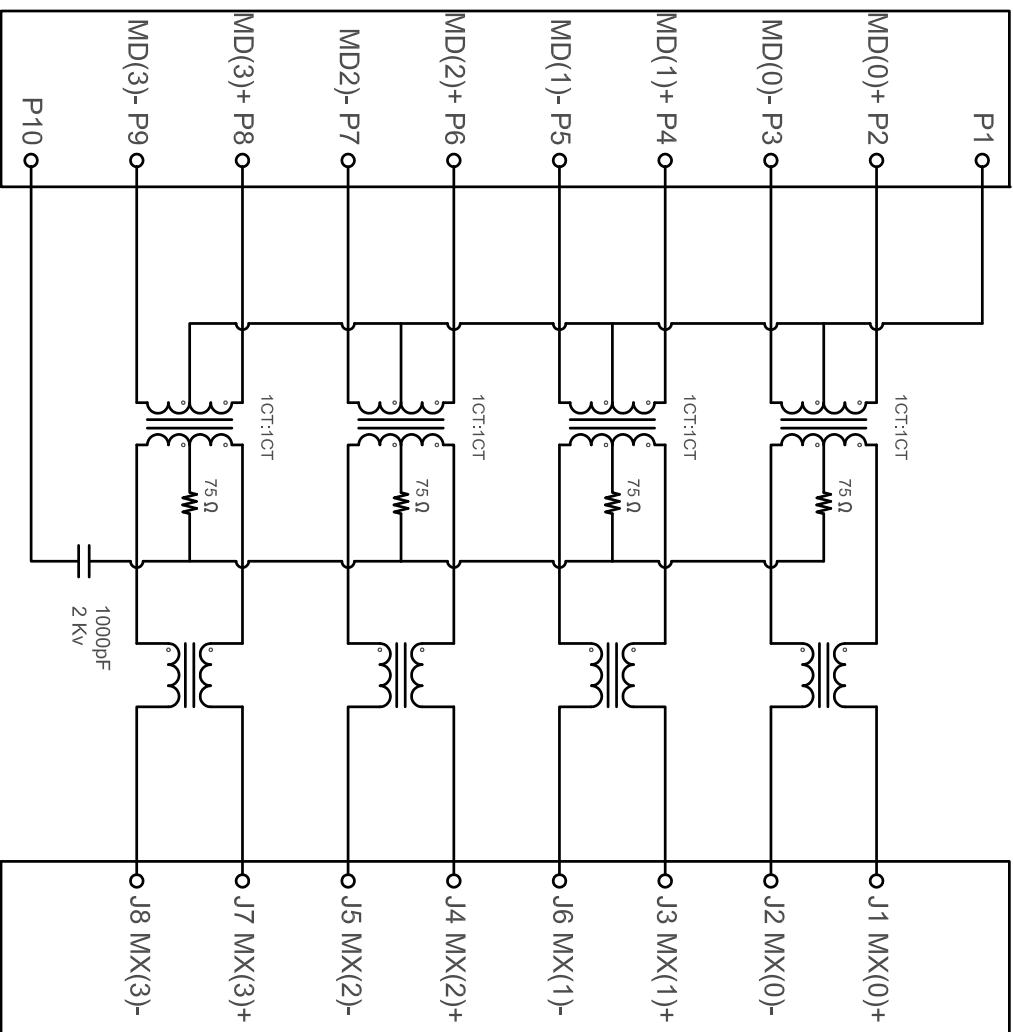 P1
MD(0)+ P2
MD(0)- P3
MD(1)+ P4
MD(1)- P5
MD(2)+ P6
MD2)- P7
MD(3)+ P8
MD(3)- P9
P10
1CT:1CT
1CT:1CT
1CT:1CT
1CT:1CT
75 Ω
75 Ω
75 Ω
75 Ω
1000pF
2 Kv
J1 MX(0)+
J2 MX(0)-
J3 MX(1)+
J6 MX(1)-
J4 MX(2)+
J5 MX(2)-
J7 MX(3)+
J8 MX(3)-